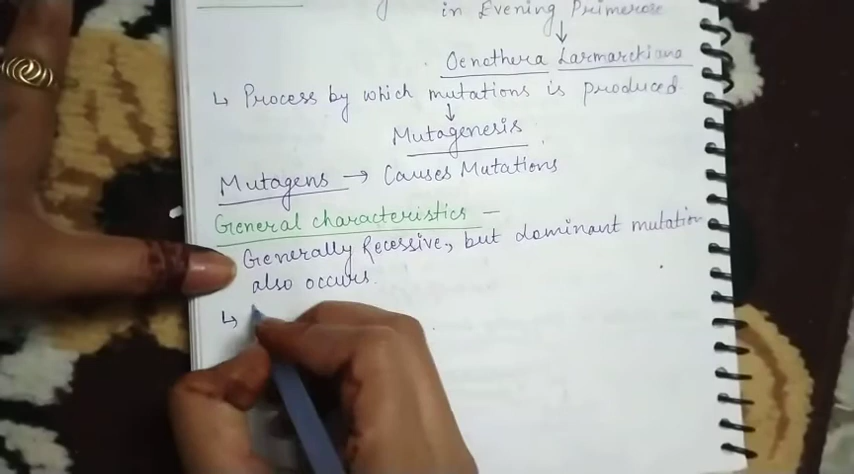 in Evening Primerose
↓
Oenothera Larmarckiana
↳ Process by which mutations is produced.
↓
Mutagenesis
Mutagens → Causes Mutations
General characteristics –
Generally Recessive, but dominant mutation
also occurs.
↳